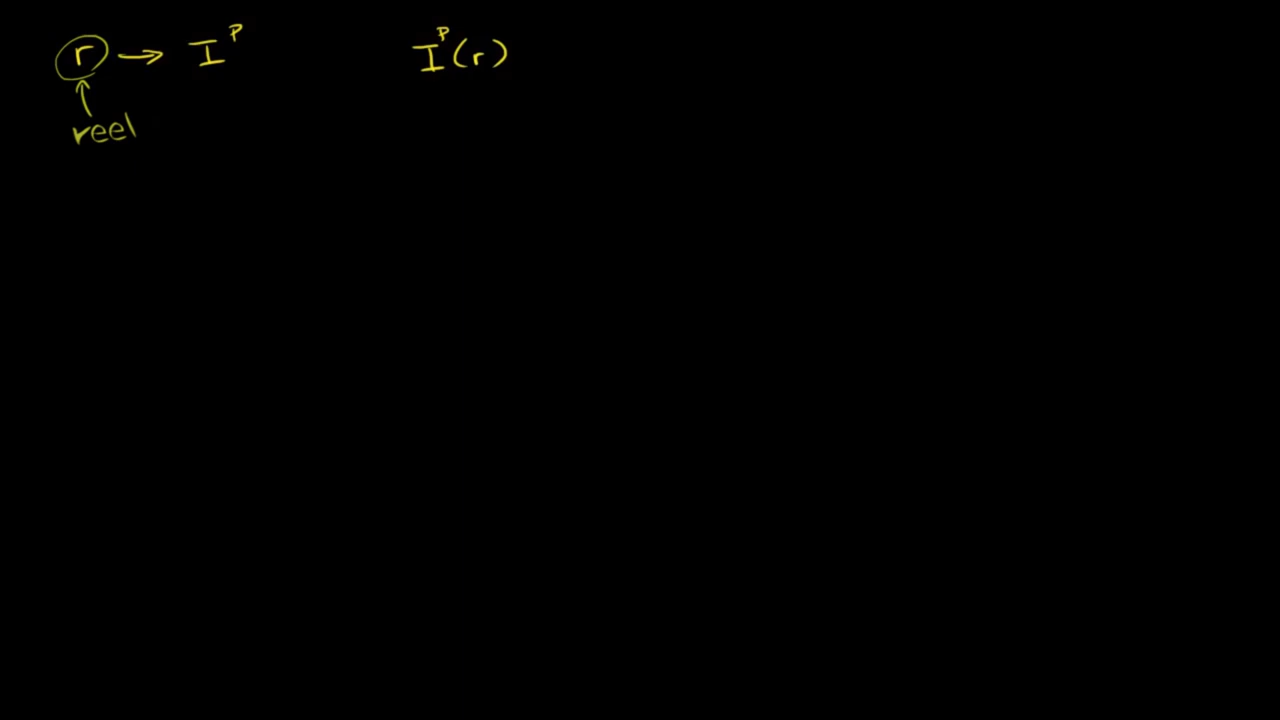 r → I^P I^P(r)
reel